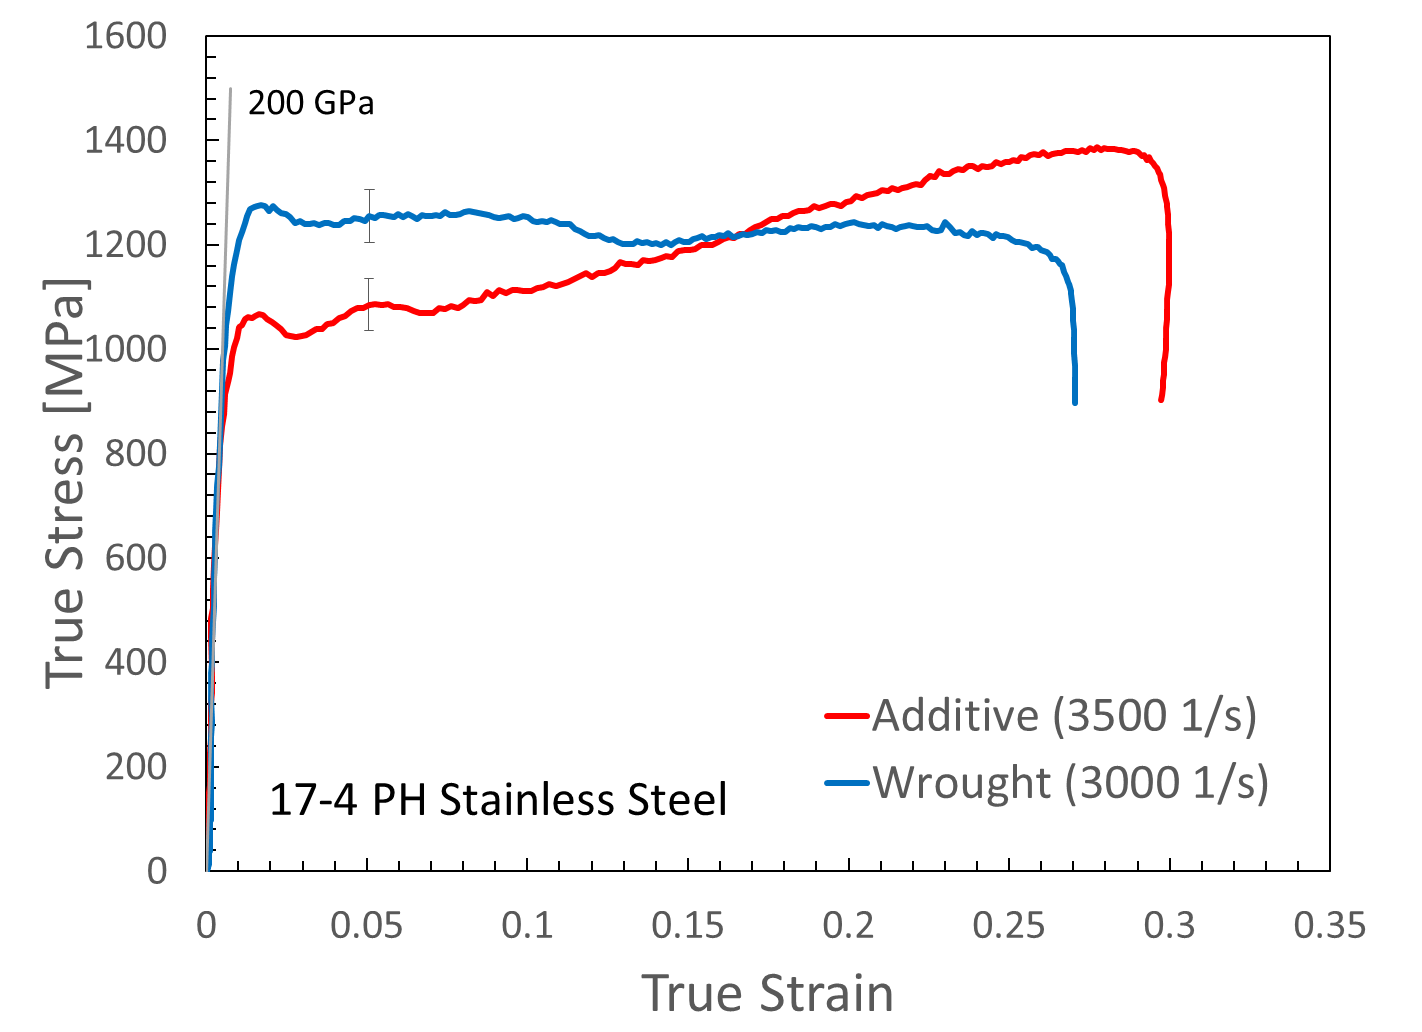 1600
1400
1200
1000
800
600
400
200
0
True Stress [MPa]
200 GPa
Additive (3500 1/s)
Wrought (3000 1/s)
17-4 PH Stainless Steel
0 0.05 0.1 0.15 0.2 0.25 0.3 0.35
True Strain